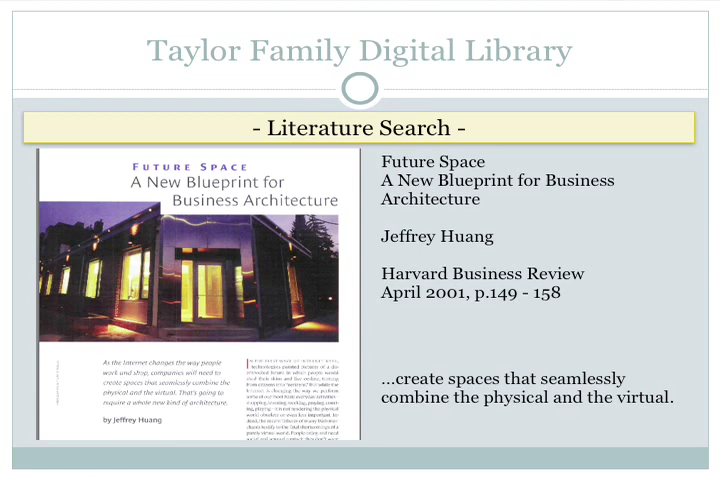 Taylor Family Digital Library
- Literature Search -
FUTURE SPACE
A New Blueprint for
Business Architecture
As the Internet changes the way people
work and shop, companies will need to
create spaces that seamlessly combine the
physical and the virtual. That's going to
require a whole new kind of architecture.
by Jeffrey Huang
Future Space
A New Blueprint for Business
Architecture
Jeffrey Huang
Harvard Business Review
April 2001, p.149 - 158
...create spaces that seamlessly
combine the physical and the virtual.